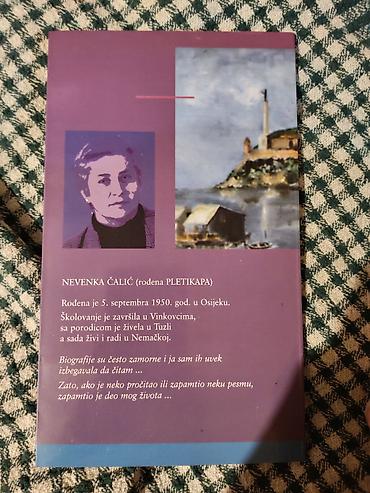 NEVENKA ČALIĆ (rođena PLETIKAPA)
Rođena je 5. septembra 1950. god. u Osijeku.
Školovanje je završila u Vinkovcima,
sa porodicom je živela u Tuzli
a sada živi i radi u Nemačkoj.
Biografije su često zamorne i ja sam ih uvek
izbegavala da čitam ...
Zato, ako je neko pročitao ili zapamtio neku pesmu,
zapamtio je deo mog života ...